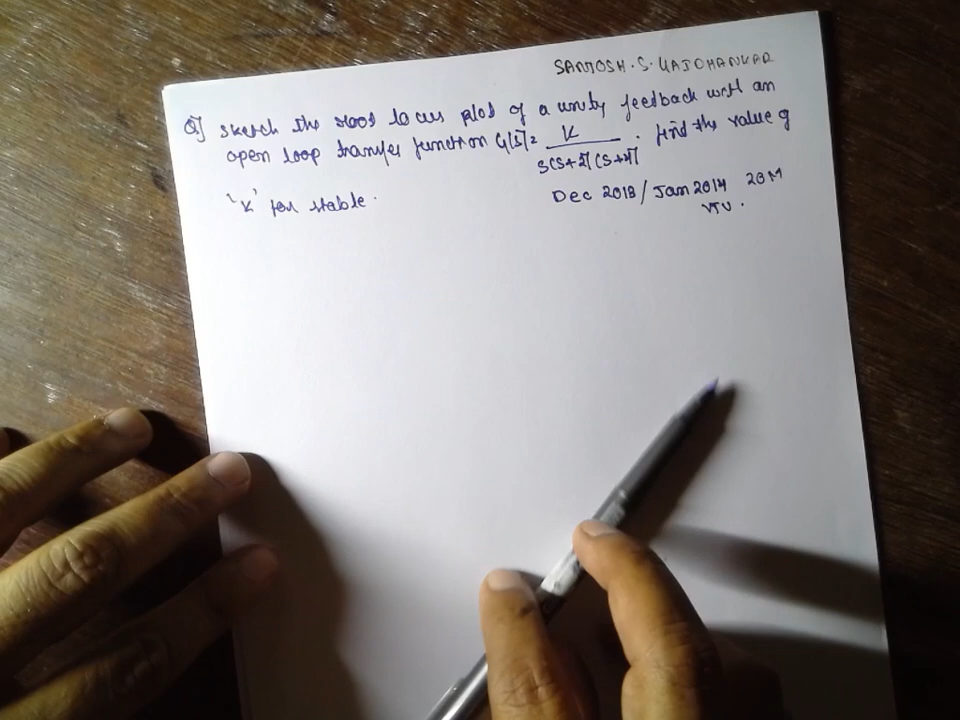 SANTOSH.S.
Q] sketch the root locus plot of a unity feedback with an
open loop transfer function G(s)= K / s(s+2)(s+4) . find the value of
'K' for stable.
Dec 2013/Jan 2014 20M
VTU.